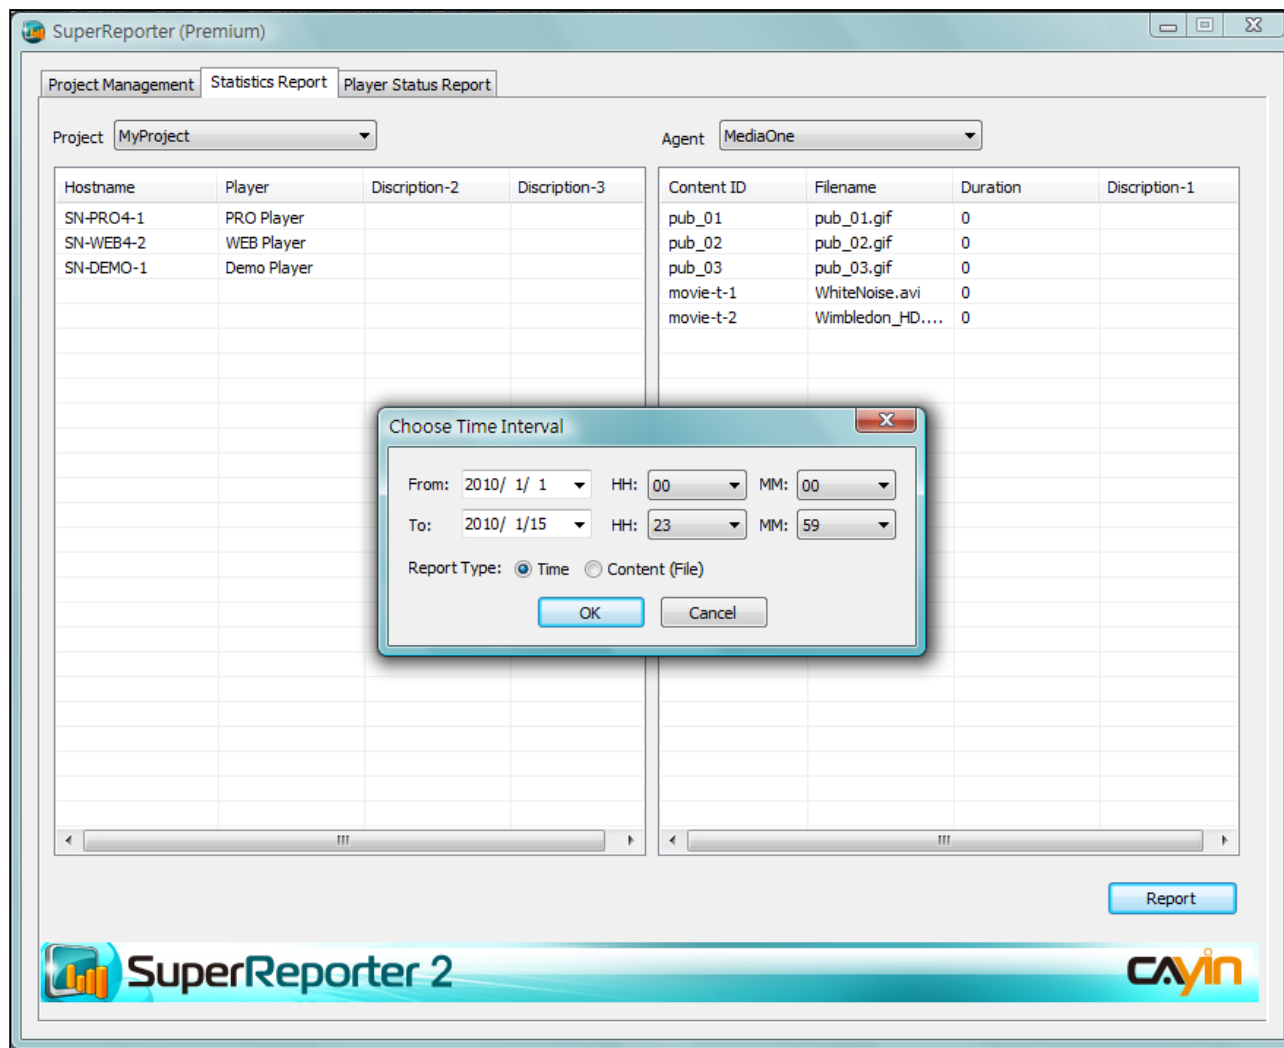 SuperReporter (Premium)
Project Management Statistics Report Player Status Report
Project MyProject Agent MediaOne
Hostname Player Discription-2 Discription-3 Content ID Filename Duration Discription-1
SN-PRO4-1 PRO Player pub_01 pub_01.gif 0
SN-WEB4-2 WEB Player pub_02 pub_02.gif 0
SN-DEMO-1 Demo Player pub_03 pub_03.gif 0
movie-t-1 WhiteNoise.avi 0
movie-t-2 Wimbledon_HD.... 0
Choose Time Interval
From: 2010/ 1/ 1 HH: 00 MM: 00
To: 2010/ 1/15 HH: 23 MM: 59
Report Type: Time Content (File)
OK Cancel
Report
SuperReporter 2 CAYIN